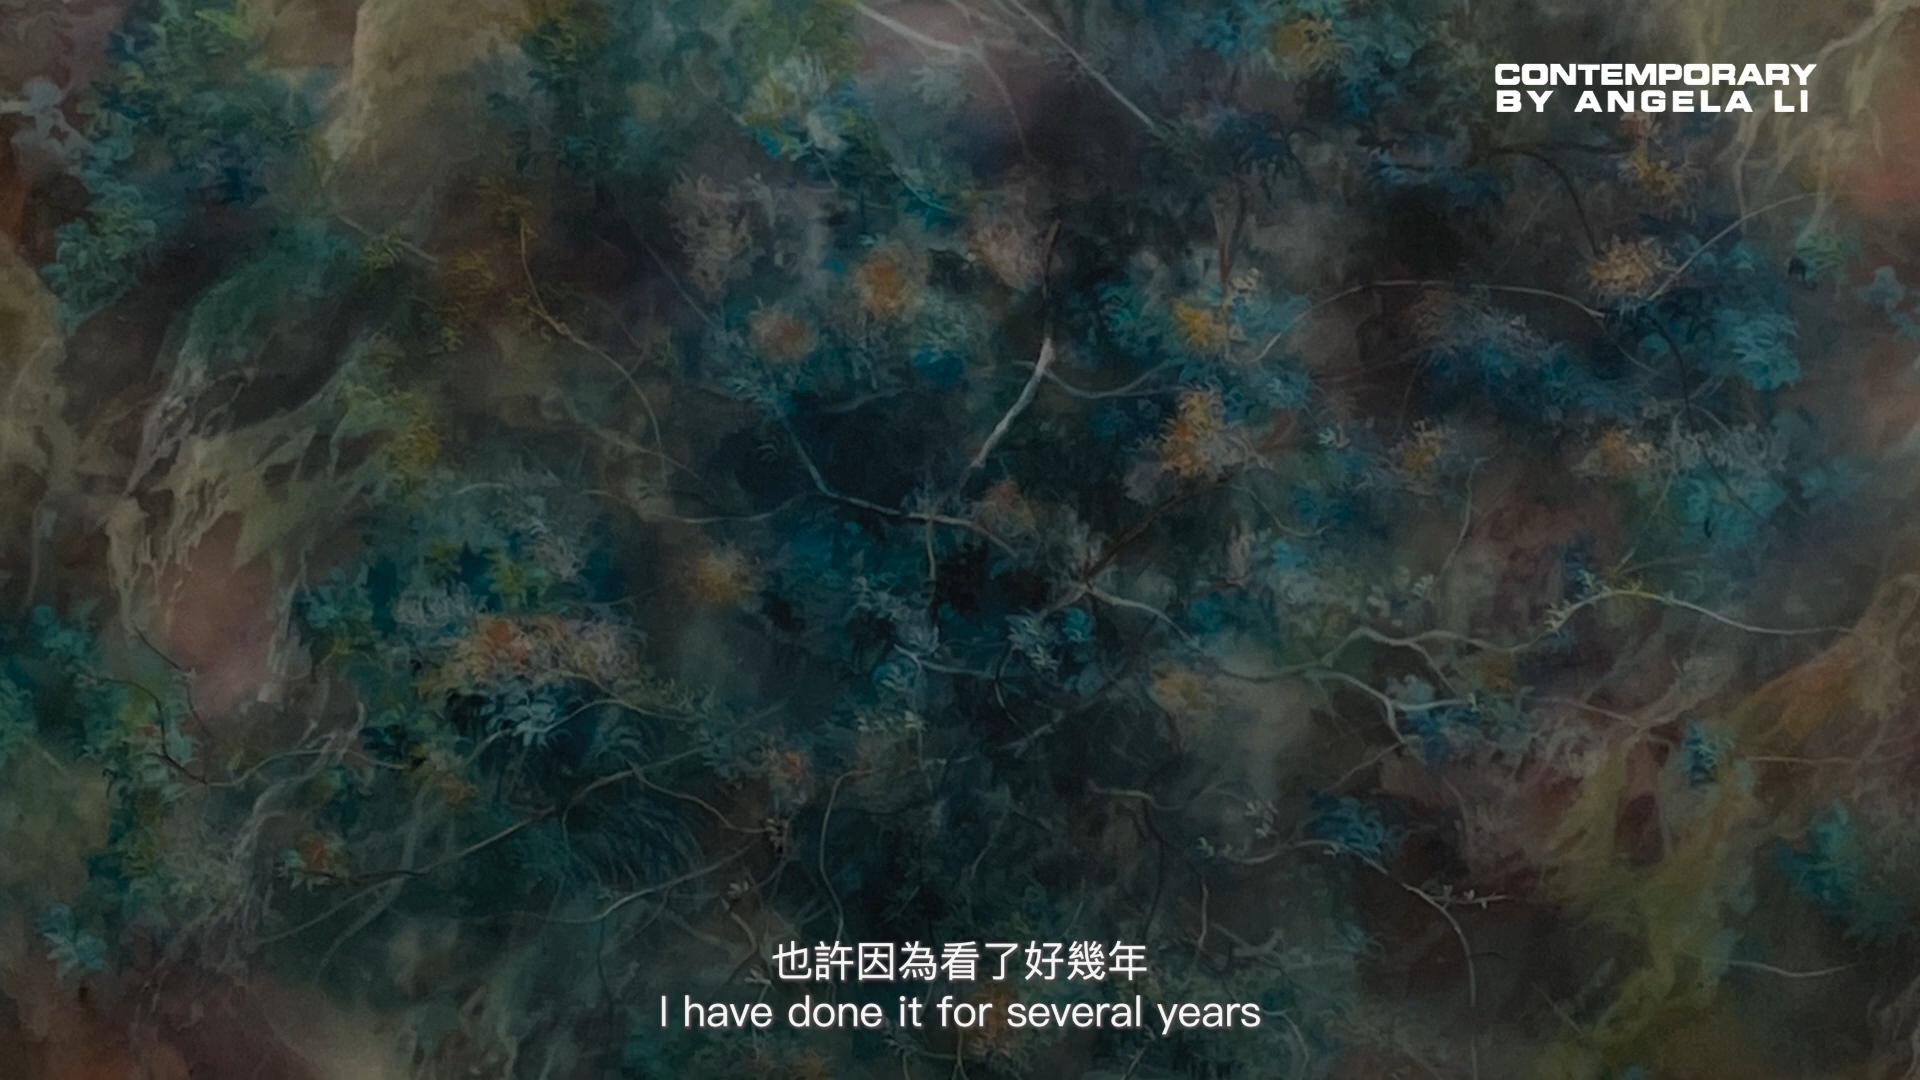 CONTEMPORARY
BY ANGELA LI
也許因為看了好幾年
I have done it for several years